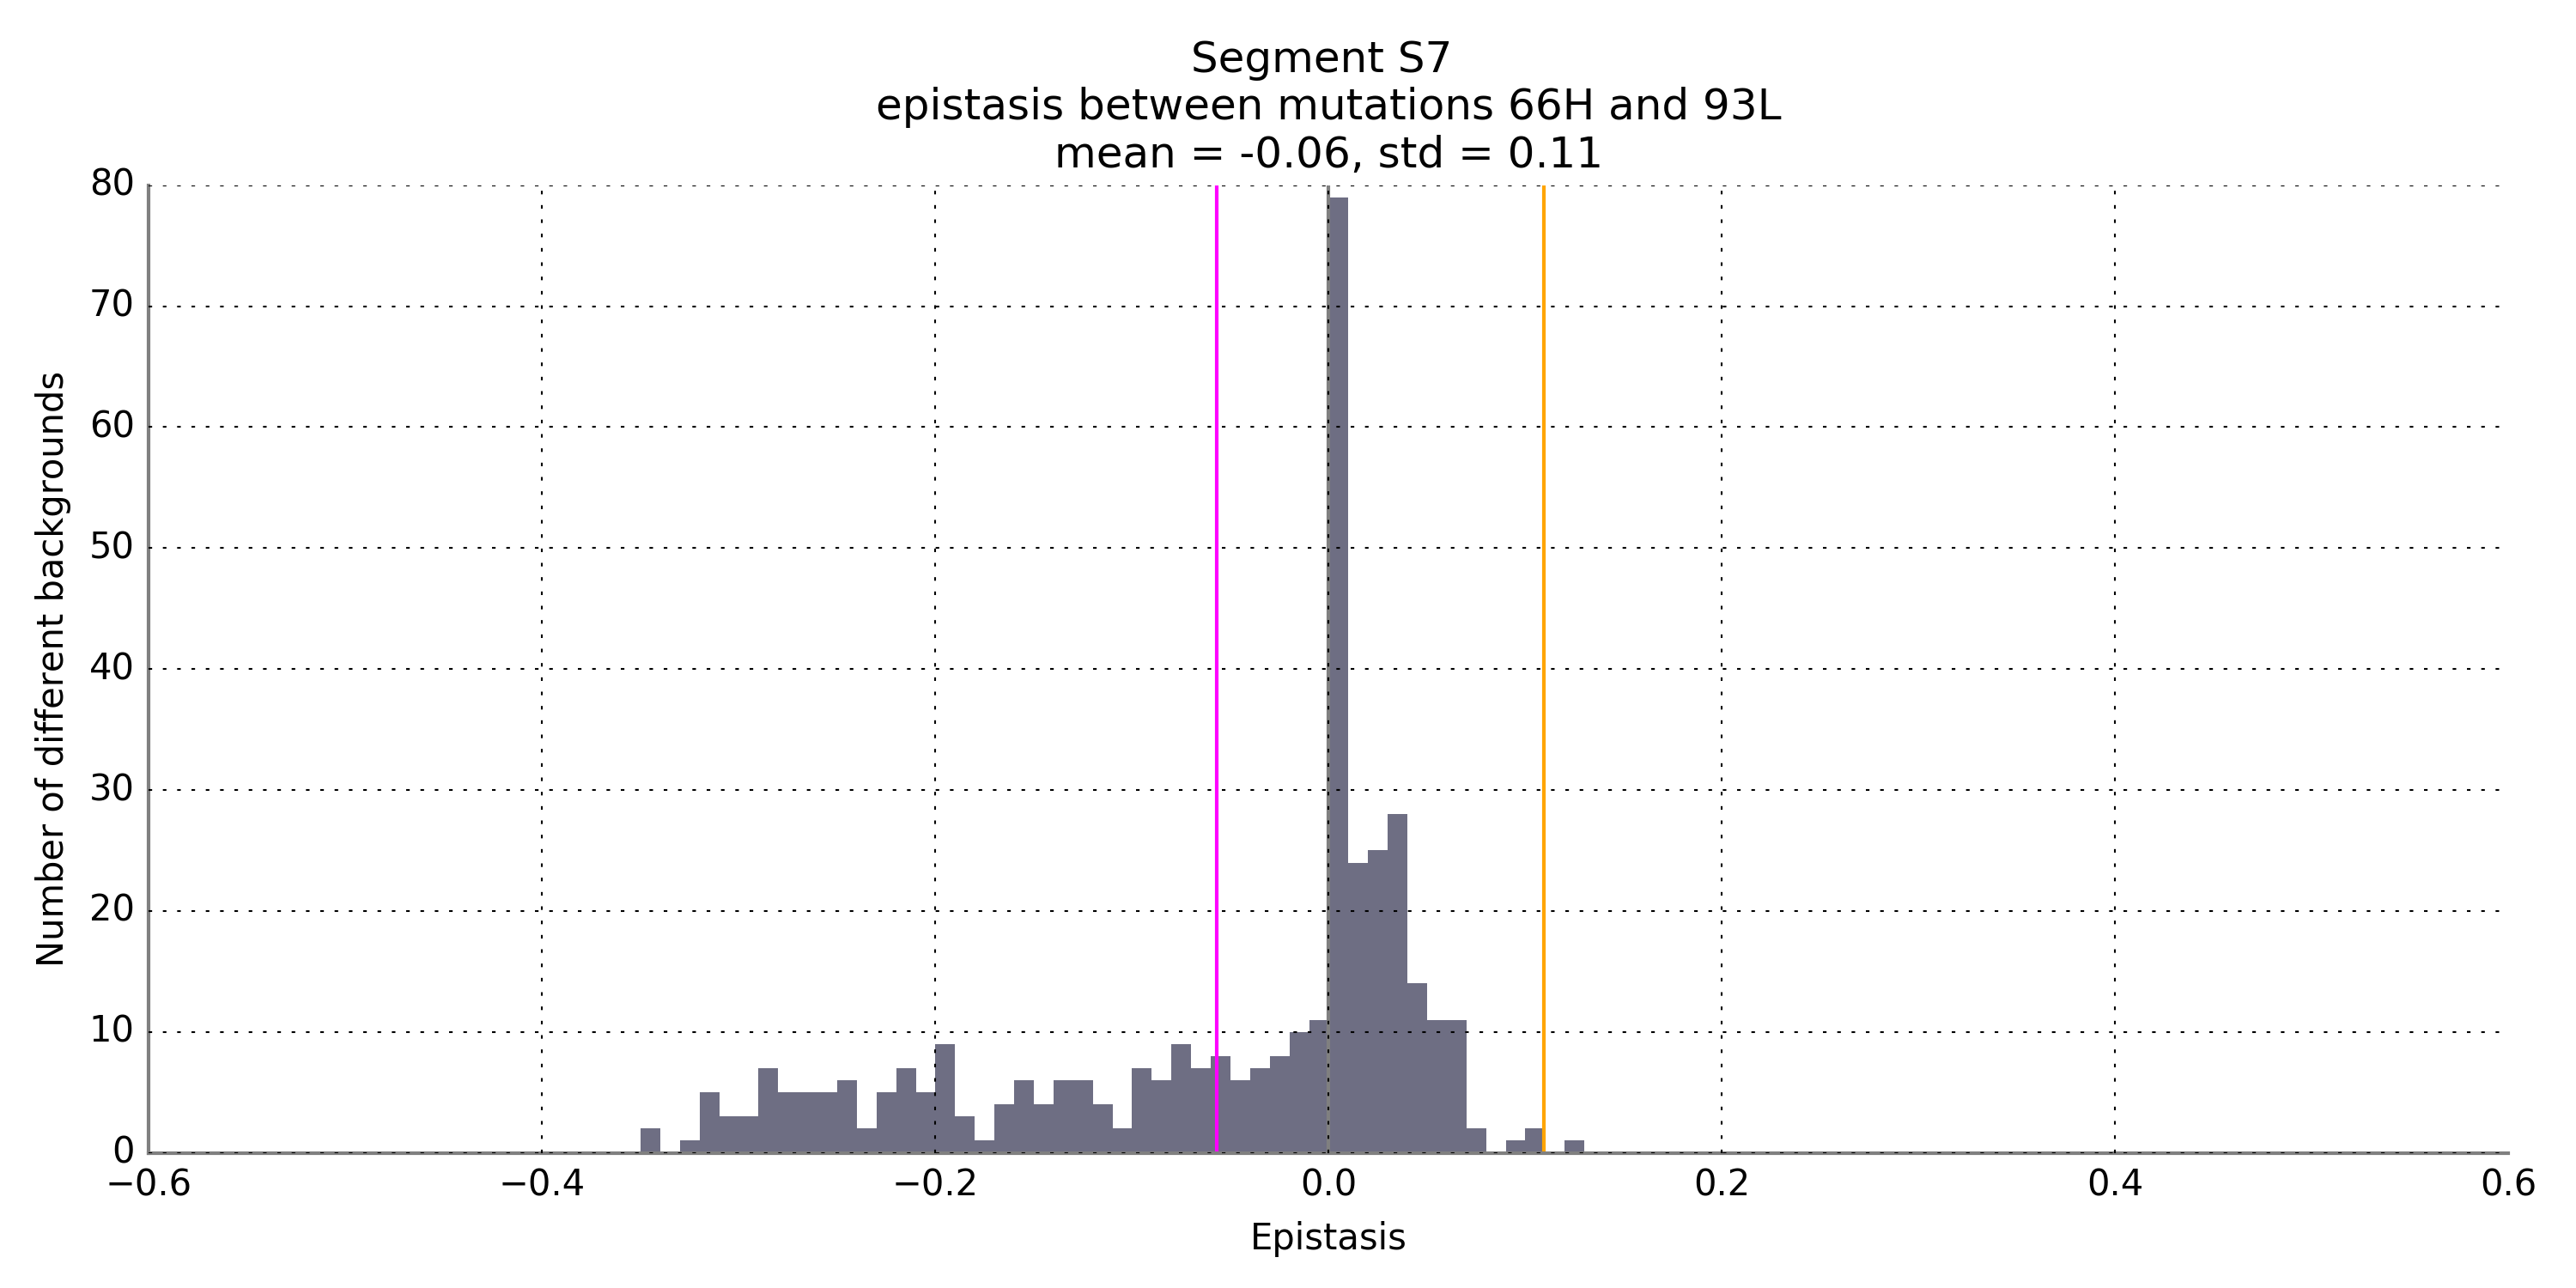 Segment S7
epistasis between mutations 66H and 93L
mean = -0.06, std = 0.11
80
70
60
50
40
30
20
10
0
Number of different backgrounds
−0.6 −0.4 −0.2 0.0 0.2 0.4 0.6
Epistasis